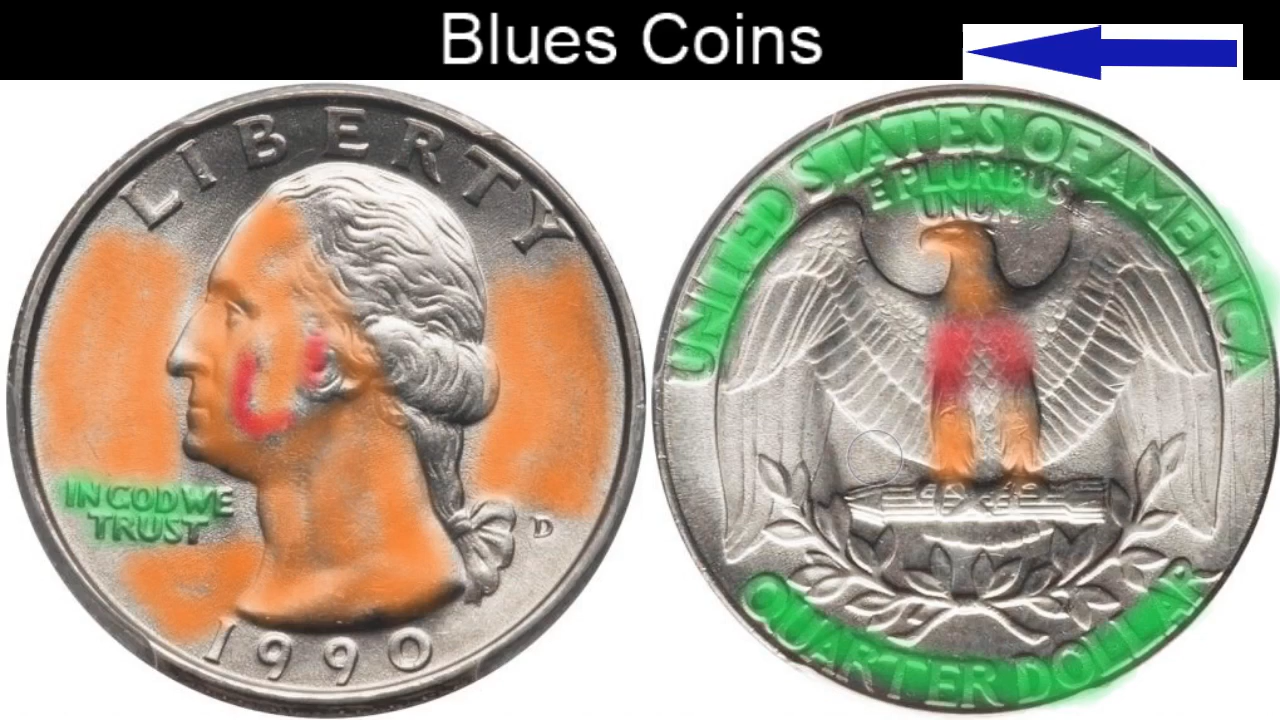 Blues Coins
LIBERTY
IN GOD WE
TRUST
D
1990
UNITED STATES OF AMERICA
E PLURIBUS
UNUM
QUARTER DOLLAR